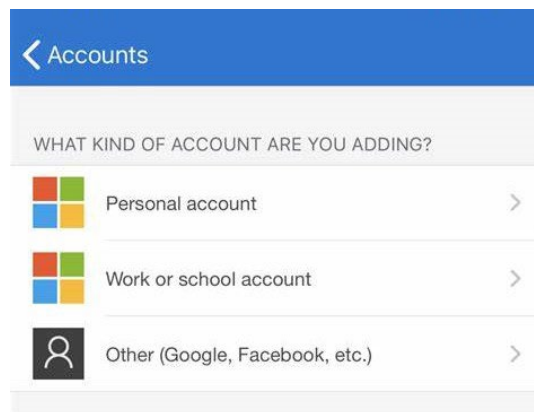 Accounts
WHAT KIND OF ACCOUNT ARE YOU ADDING?
Personal account
Work or school account
Other (Google, Facebook, etc.)